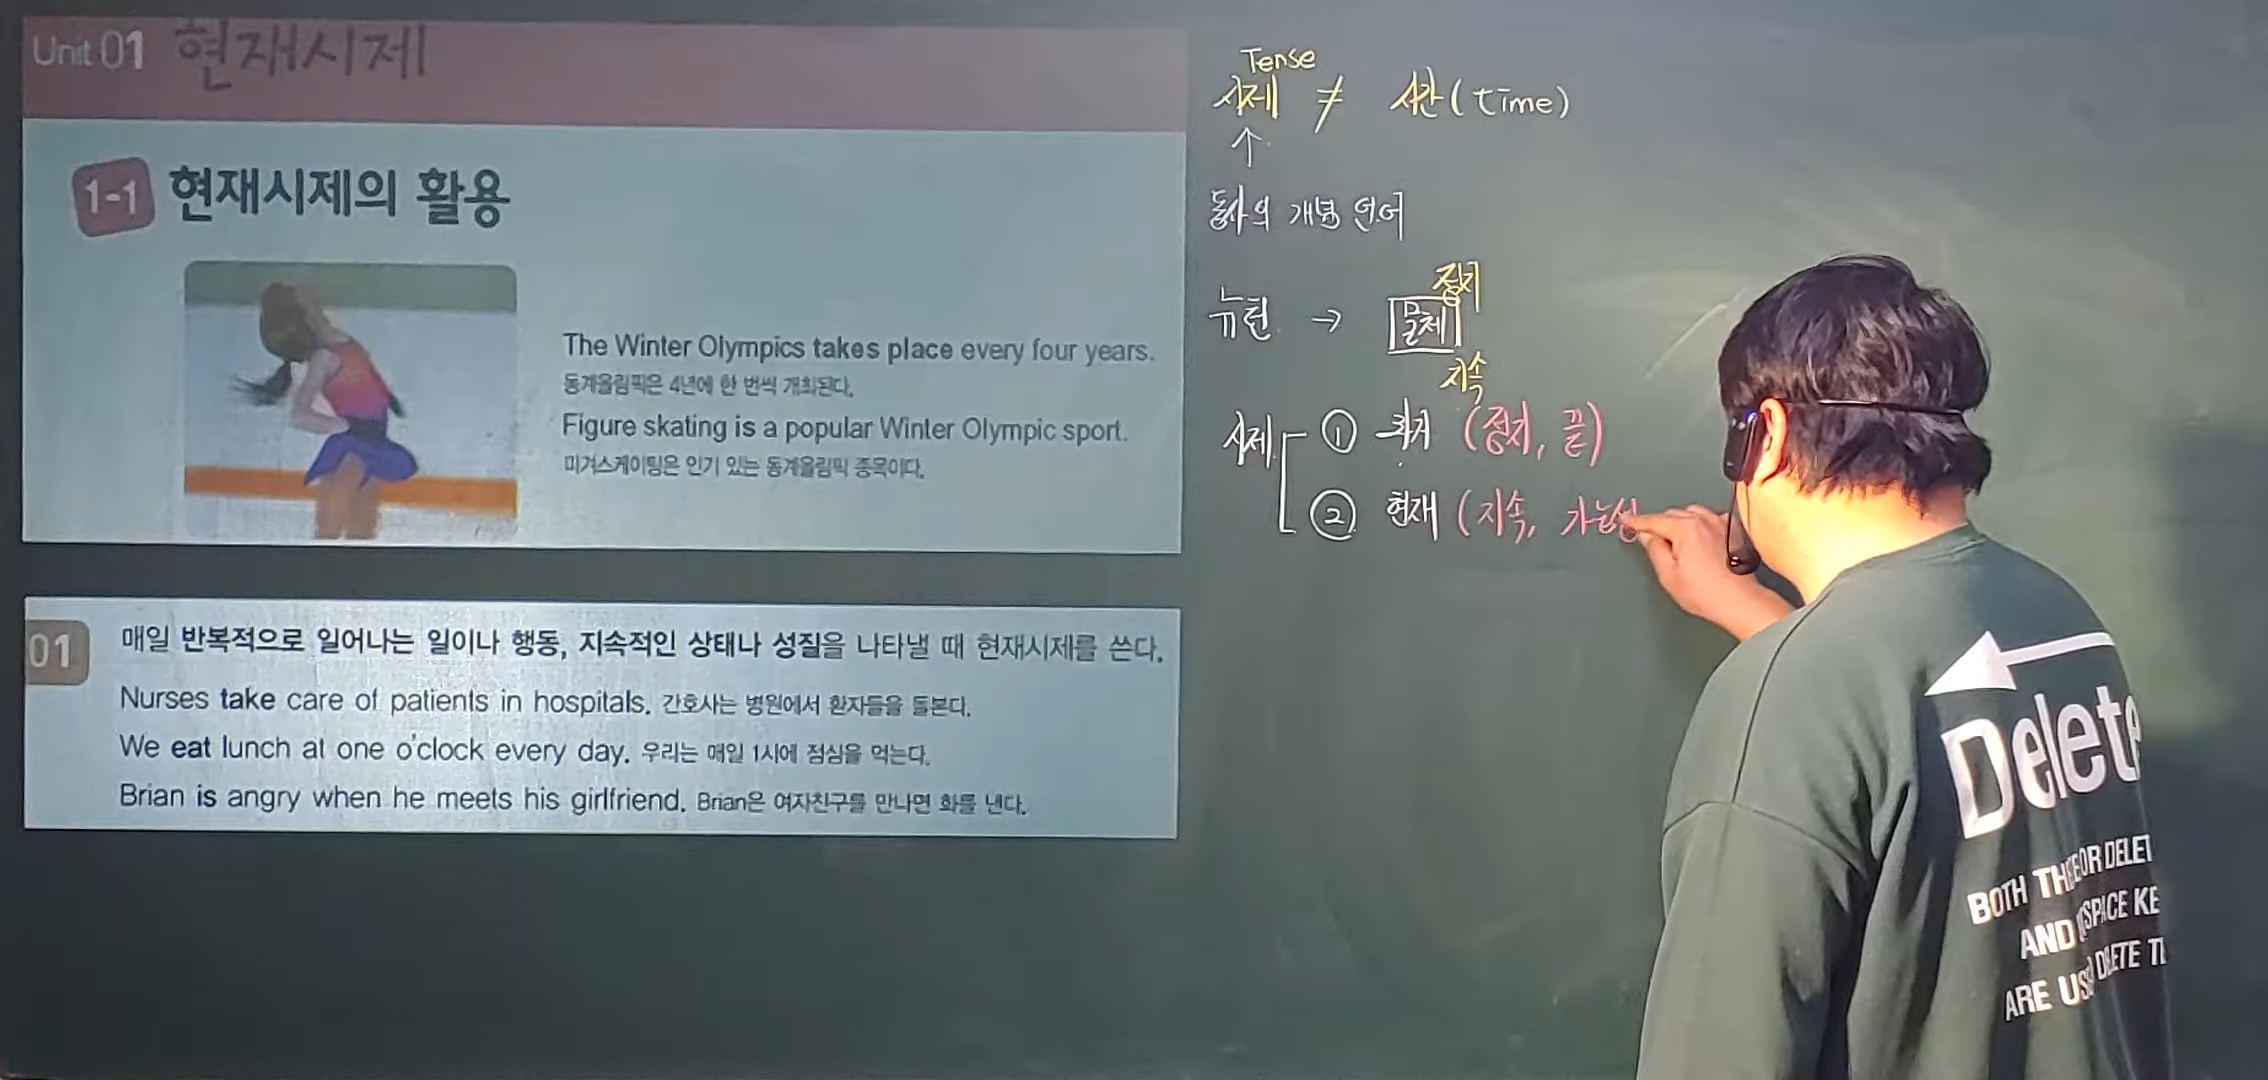 Unit 01 현재시제
1-1 현재시제의 활용
The Winter Olympics takes place every four years.
동계올림픽은 4년에 한 번씩 개최된다.
Figure skating is a popular Winter Olympic sport.
피겨스케이팅은 인기 있는 동계올림픽 종목이다.
01 매일 반복적으로 일어나는 일이나 행동, 지속적인 상태나 성질을 나타낼 때 현재시제를 쓴다.
Nurses take care of patients in hospitals. 간호사는 병원에서 환자들을 돌본다.
We eat lunch at one o'clock every day. 우리는 매일 1시에 점심을 먹는다.
Brian is angry when he meets his girlfriend. Brian은 여자친구를 만나면 화를 낸다.
Tense
시제 ≠ 시간 (time)
↑
동사의 개념 언어
정지
뉴턴 → 물체
지속
시제 ① 과거 (정지, 끝)
② 현재 (지속, 가능성
Delete
BOTH THE OR DELET
AND SPACE KE
ARE US DELETE T